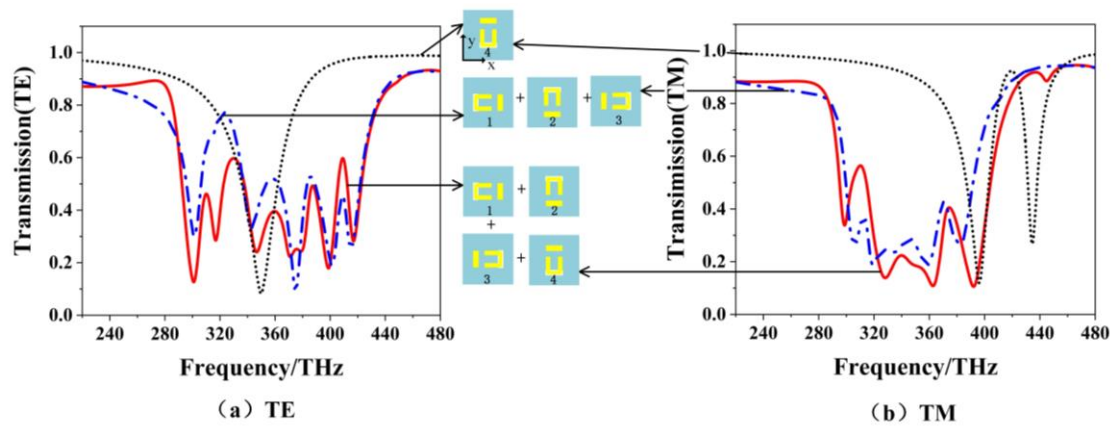 Transmission(TE)
1.0
0.8
0.6
0.4
0.2
0.0
240 280 320 360 400 440 480
Frequency/THz
（a）TE
4
y
x
1 + 2 + 3
1 + 2
+
3 + 4
Transimission(TM)
1.0
0.8
0.6
0.4
0.2
0.0
240 280 320 360 400 440 480
Frequency/THz
（b）TM